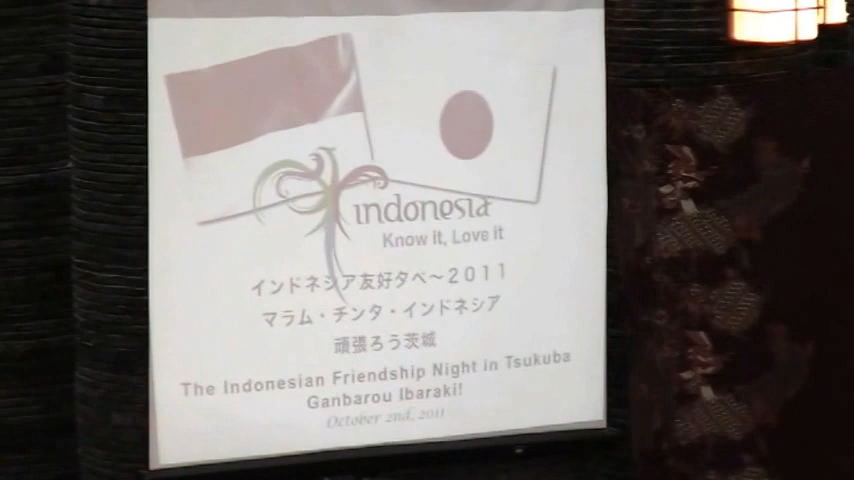 indonesia
Know it, Love it
インドネシア友好夕べ～2011
マラム・チンタ・インドネシア
頑張ろう茨城
The Indonesian Friendship Night in Tsukuba
Ganbarou Ibaraki!
October 2nd, 2011